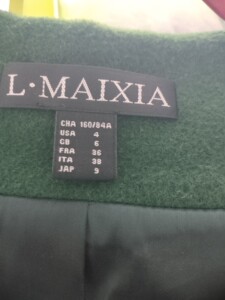 L·MAIXIA
CHA 160/84A
USA 4
GB 6
FRA 36
ITA 38
JAP 9